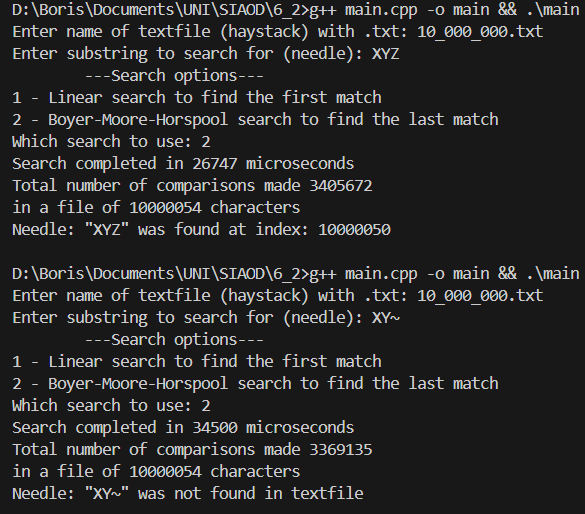 D:\Boris\Documents\UNI\SIAOD\6_2>g++ main.cpp -o main && .\main
Enter name of textfile (haystack) with .txt: 10_000_000.txt
Enter substring to search for (needle): XYZ
---Search options---
1 - Linear search to find the first match
2 - Boyer-Moore-Horspool search to find the last match
Which search to use: 2
Search completed in 26747 microseconds
Total number of comparisons made 3405672
in a file of 10000054 characters
Needle: "XYZ" was found at index: 10000050
D:\Boris\Documents\UNI\SIAOD\6_2>g++ main.cpp -o main && .\main
Enter name of textfile (haystack) with .txt: 10_000_000.txt
Enter substring to search for (needle): XY~
---Search options---
1 - Linear search to find the first match
2 - Boyer-Moore-Horspool search to find the last match
Which search to use: 2
Search completed in 34500 microseconds
Total number of comparisons made 3369135
in a file of 10000054 characters
Needle: "XY~" was not found in textfile